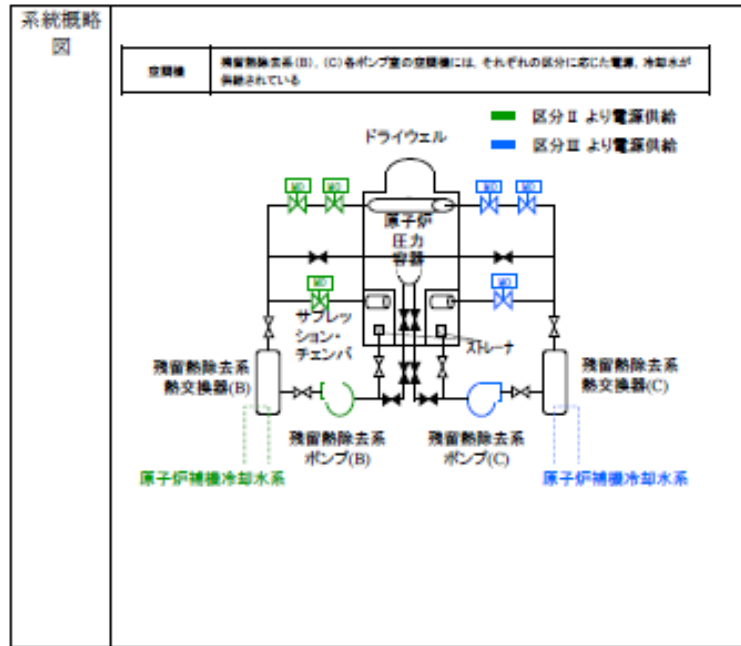 系統概略
図
空調機
残留熱除去系(B)，(C)各ポンプ室の空調機には，それぞれの区分に応じた電源，冷却水が
供給されている
区分Ⅱ より電源供給
区分Ⅲ より電源供給
ドライウェル
MO
MO
MO
MO
原子炉
圧力
容器
MO
MO
サプレッ
ション・
チェンバ
ストレーナ
残留熱除去系
熱交換器(B)
残留熱除去系
熱交換器(C)
残留熱除去系
ポンプ(B)
残留熱除去系
ポンプ(C)
原子炉補機冷却水系
原子炉補機冷却水系